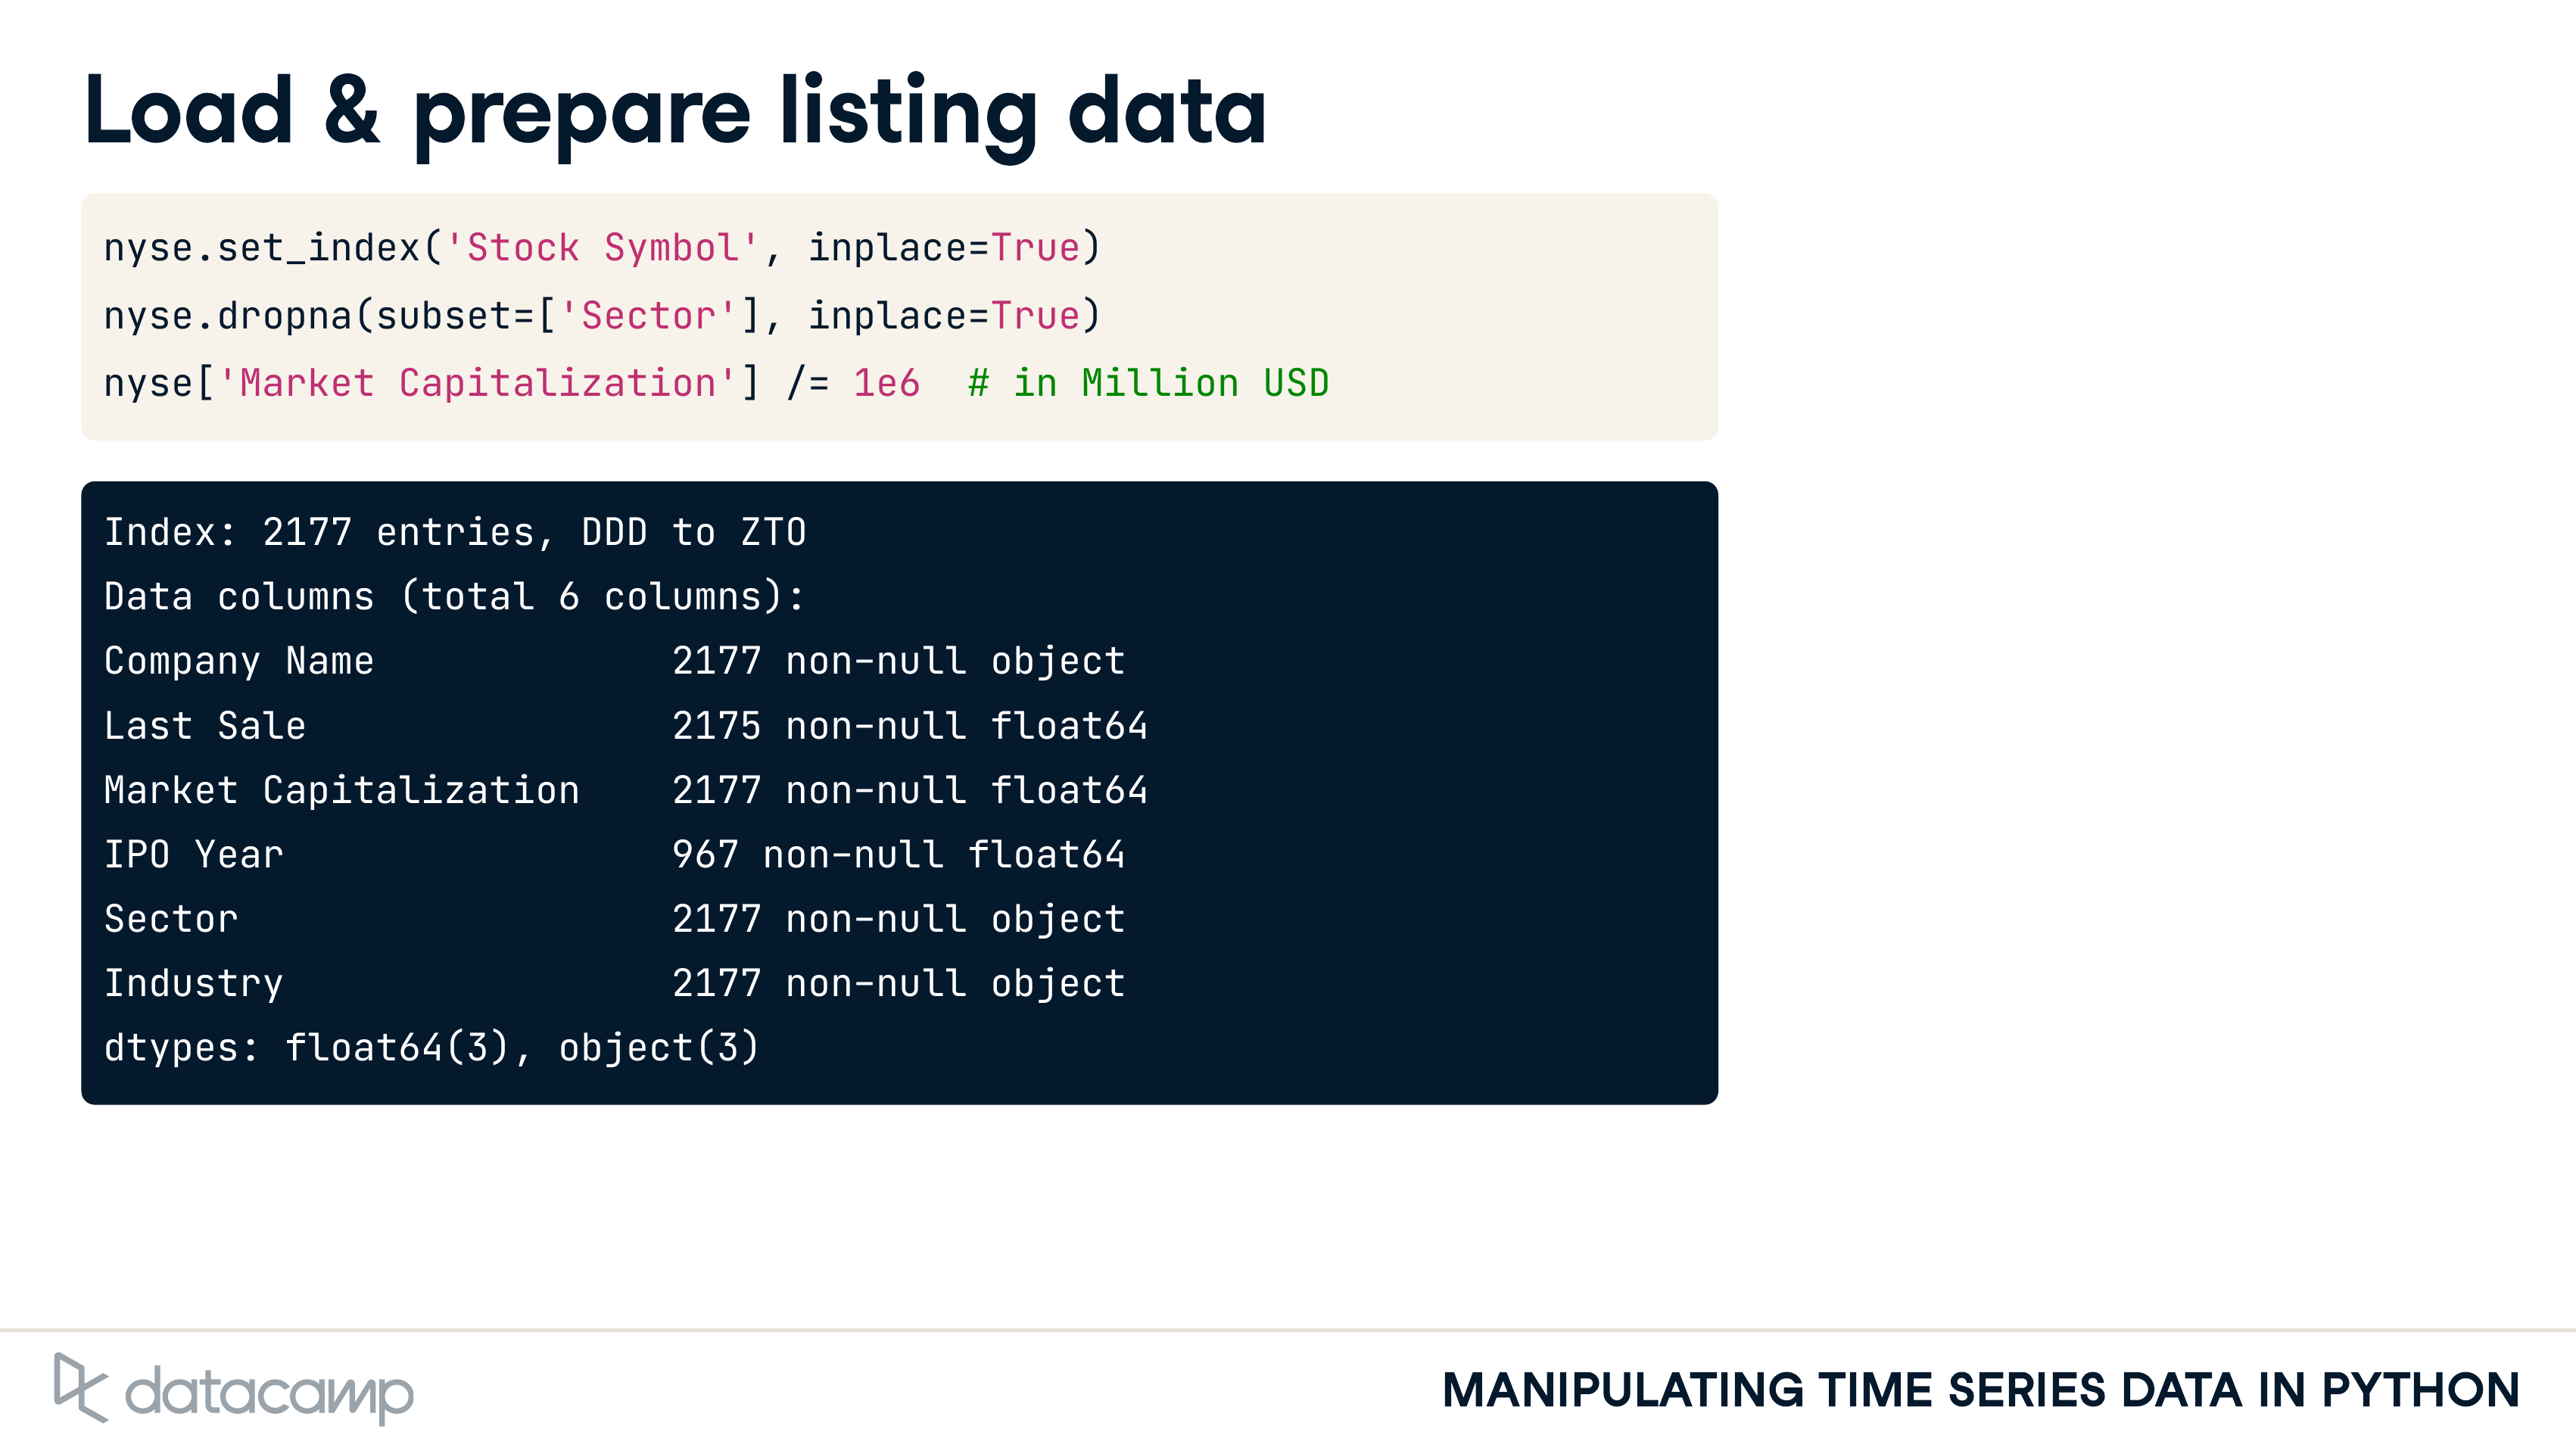 Load & prepare listing data
nyse.set_index('Stock Symbol', inplace=True)
nyse.dropna(subset=['Sector'], inplace=True)
nyse['Market Capitalization'] /= 1e6  # in Million USD
Index: 2177 entries, DDD to ZTO
Data columns (total 6 columns):
Company Name             2177 non-null object
Last Sale                2175 non-null float64
Market Capitalization    2177 non-null float64
IPO Year                 967 non-null float64
Sector                   2177 non-null object
Industry                 2177 non-null object
dtypes: float64(3), object(3)
datacamp
MANIPULATING TIME SERIES DATA IN PYTHON